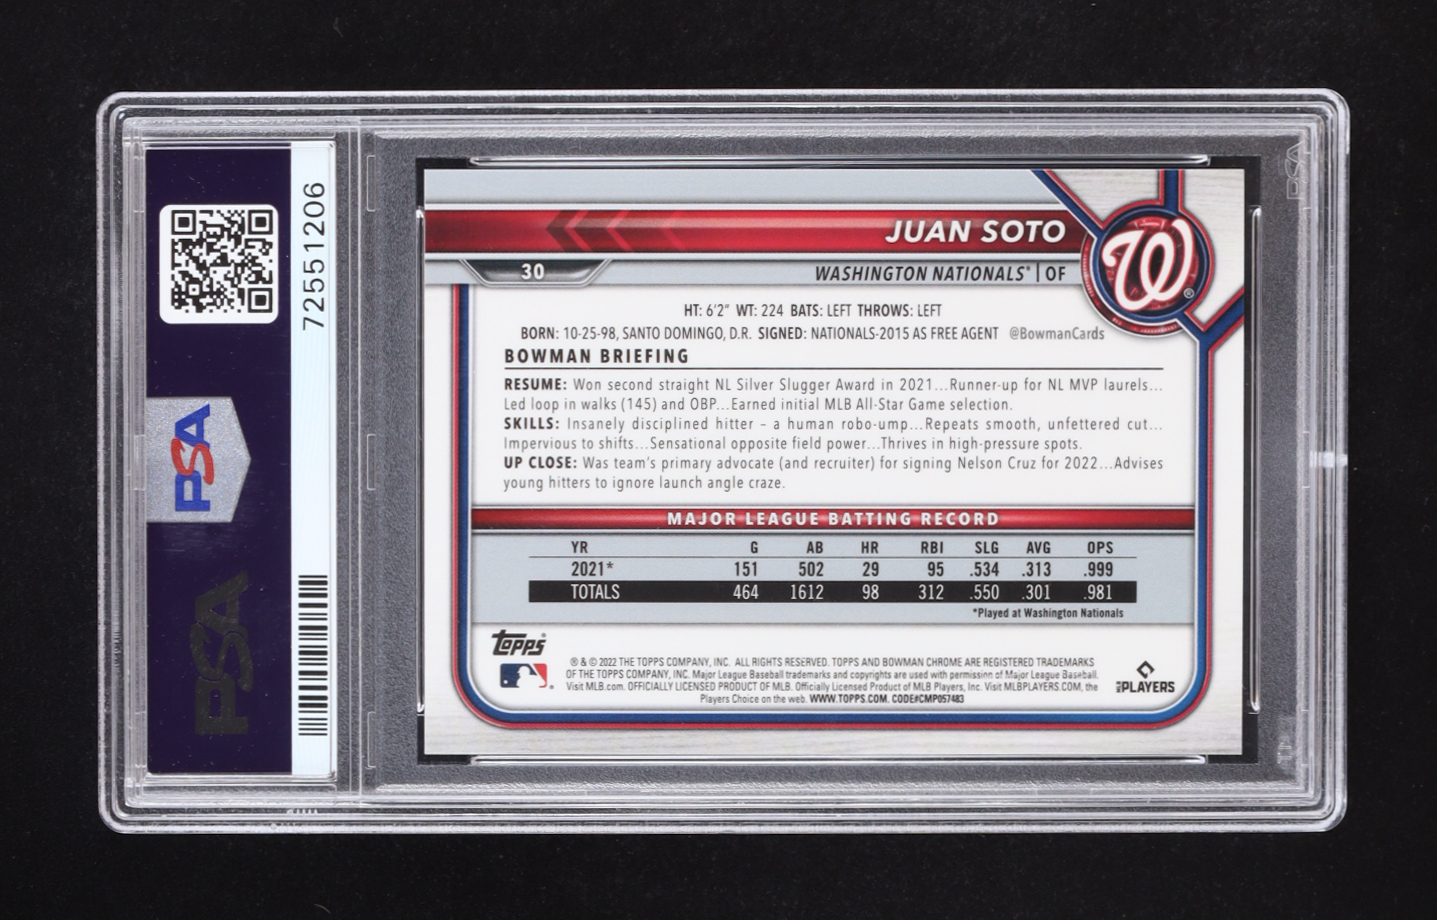 72551206
PSA
PSA
JUAN SOTO
30
WASHINGTON NATIONALS® | OF
W
HT: 6'2" WT: 224 BATS: LEFT THROWS: LEFT
BORN: 10-25-98, SANTO DOMINGO, D.R. SIGNED: NATIONALS-2015 AS FREE AGENT @BowmanCards
BOWMAN BRIEFING
RESUME: Won second straight NL Silver Slugger Award in 2021...Runner-up for NL MVP laurels...
Led loop in walks (145) and OBP...Earned initial MLB All-Star Game selection.
SKILLS: Insanely disciplined hitter – a human robo-ump...Repeats smooth, unfettered cut...
Impervious to shifts...Sensational opposite field power...Thrives in high-pressure spots.
UP CLOSE: Was team's primary advocate (and recruiter) for signing Nelson Cruz for 2022...Advises
young hitters to ignore launch angle craze.
MAJOR LEAGUE BATTING RECORD
YR G AB HR RBI SLG AVG OPS
2021* 151 502 29 95 .534 .313 .999
TOTALS 464 1612 98 312 .550 .301 .981
*Played at Washington Nationals
Topps®
® & © 2022 THE TOPPS COMPANY, INC. ALL RIGHTS RESERVED. TOPPS AND BOWMAN CHROME ARE REGISTERED TRADEMARKS
OF THE TOPPS COMPANY, INC. Major League Baseball trademarks and copyrights are used with permission of Major League Baseball.
Visit MLB.com. OFFICIALLY LICENSED PRODUCT OF MLB. Officially Licensed Product of MLB Players, Inc. Visit MLBPLAYERS.COM, the
Players Choice on the web. WWW.TOPPS.COM. CODE#CMP057483
MLB PLAYERS
PSA